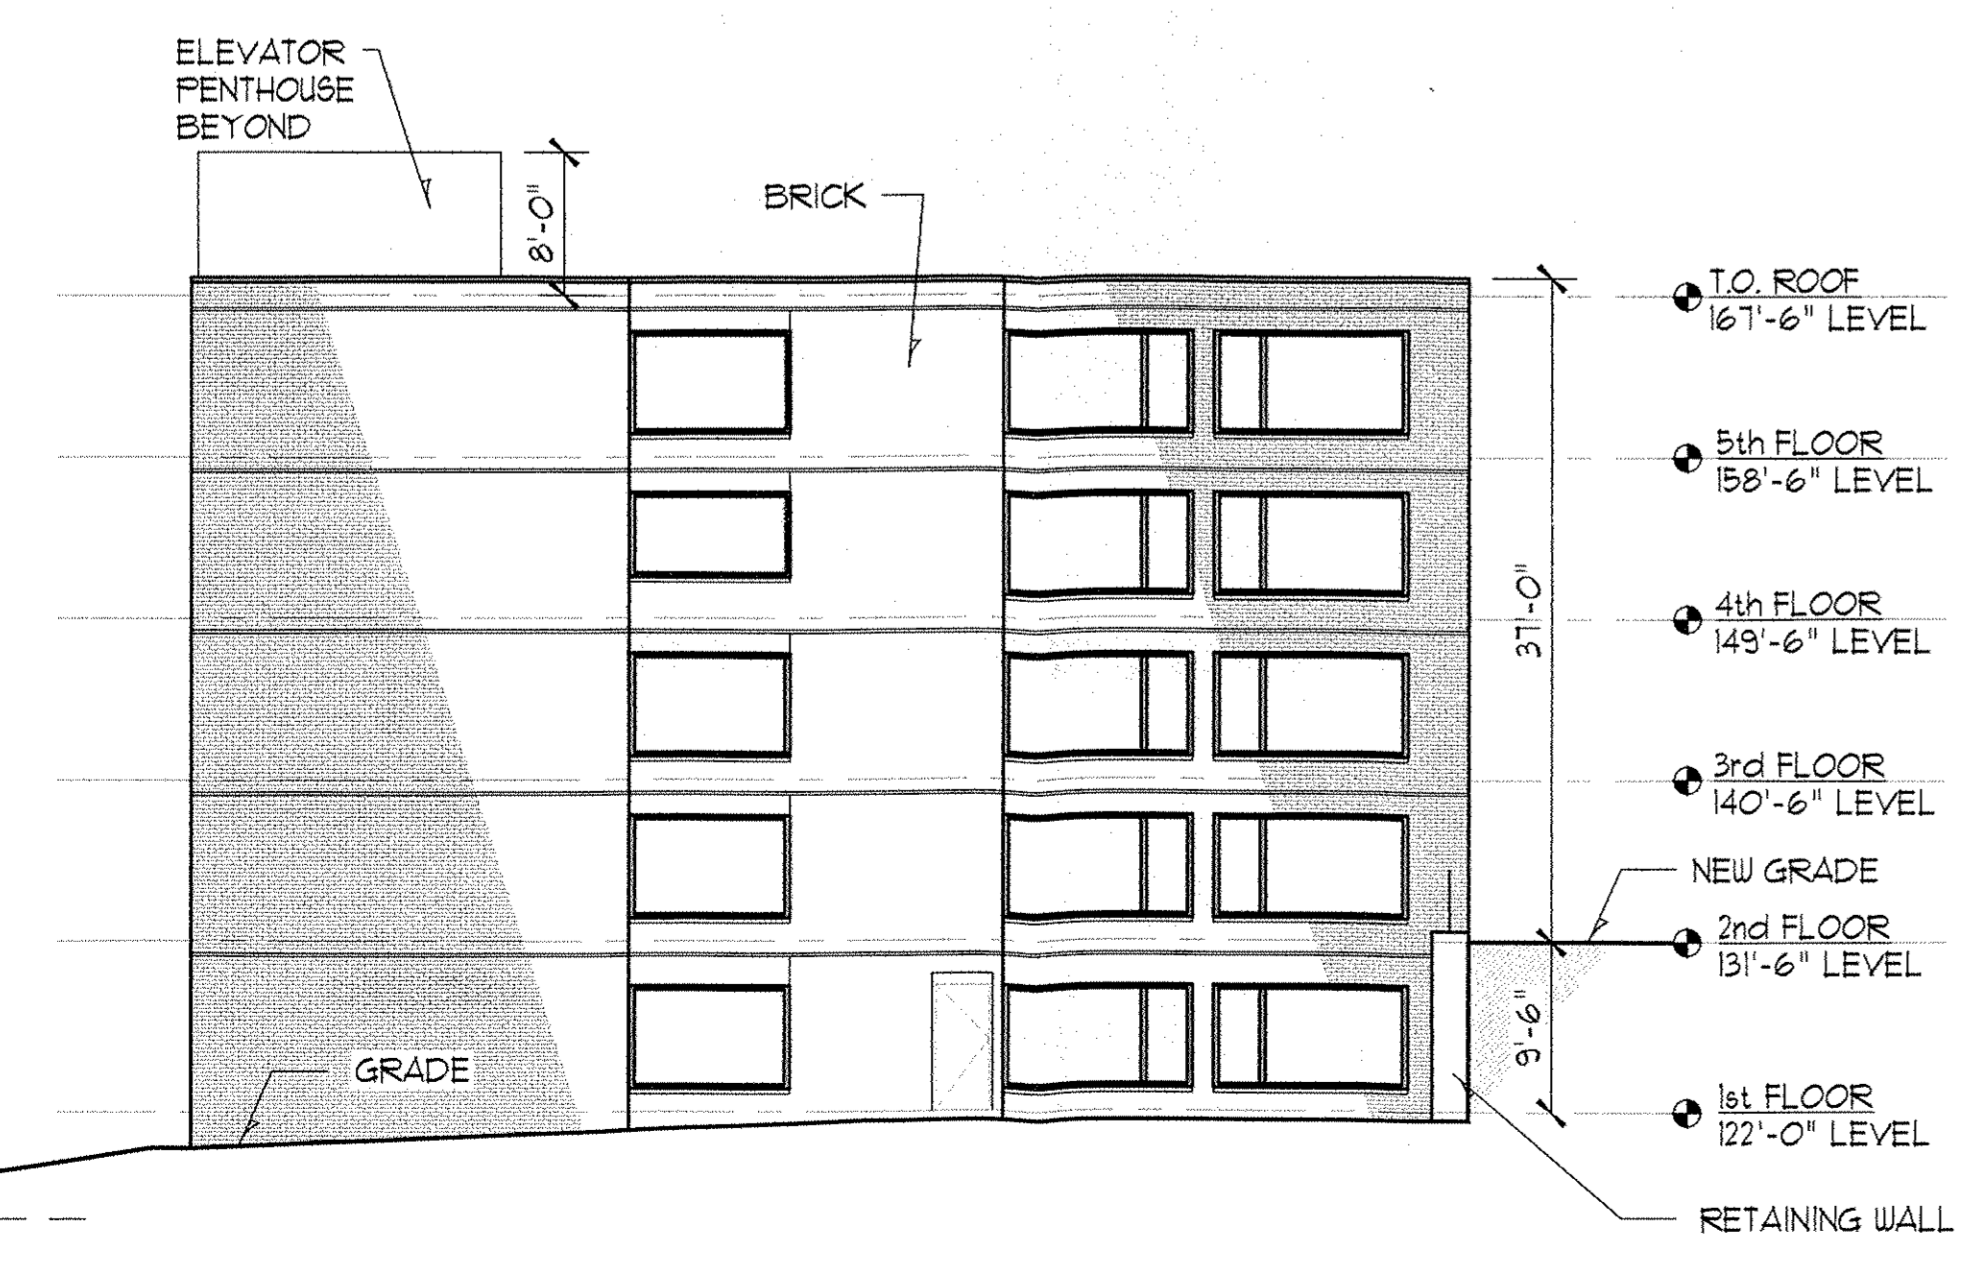 ELEVATOR
PENTHOUSE
BEYOND
8'-0"
BRICK
T.O. ROOF
167'-6" LEVEL
5th FLOOR
158'-6" LEVEL
37'-0"
4th FLOOR
149'-6" LEVEL
3rd FLOOR
140'-6" LEVEL
NEW GRADE
2nd FLOOR
131'-6" LEVEL
9'-6"
GRADE
1st FLOOR
122'-0" LEVEL
RETAINING WALL